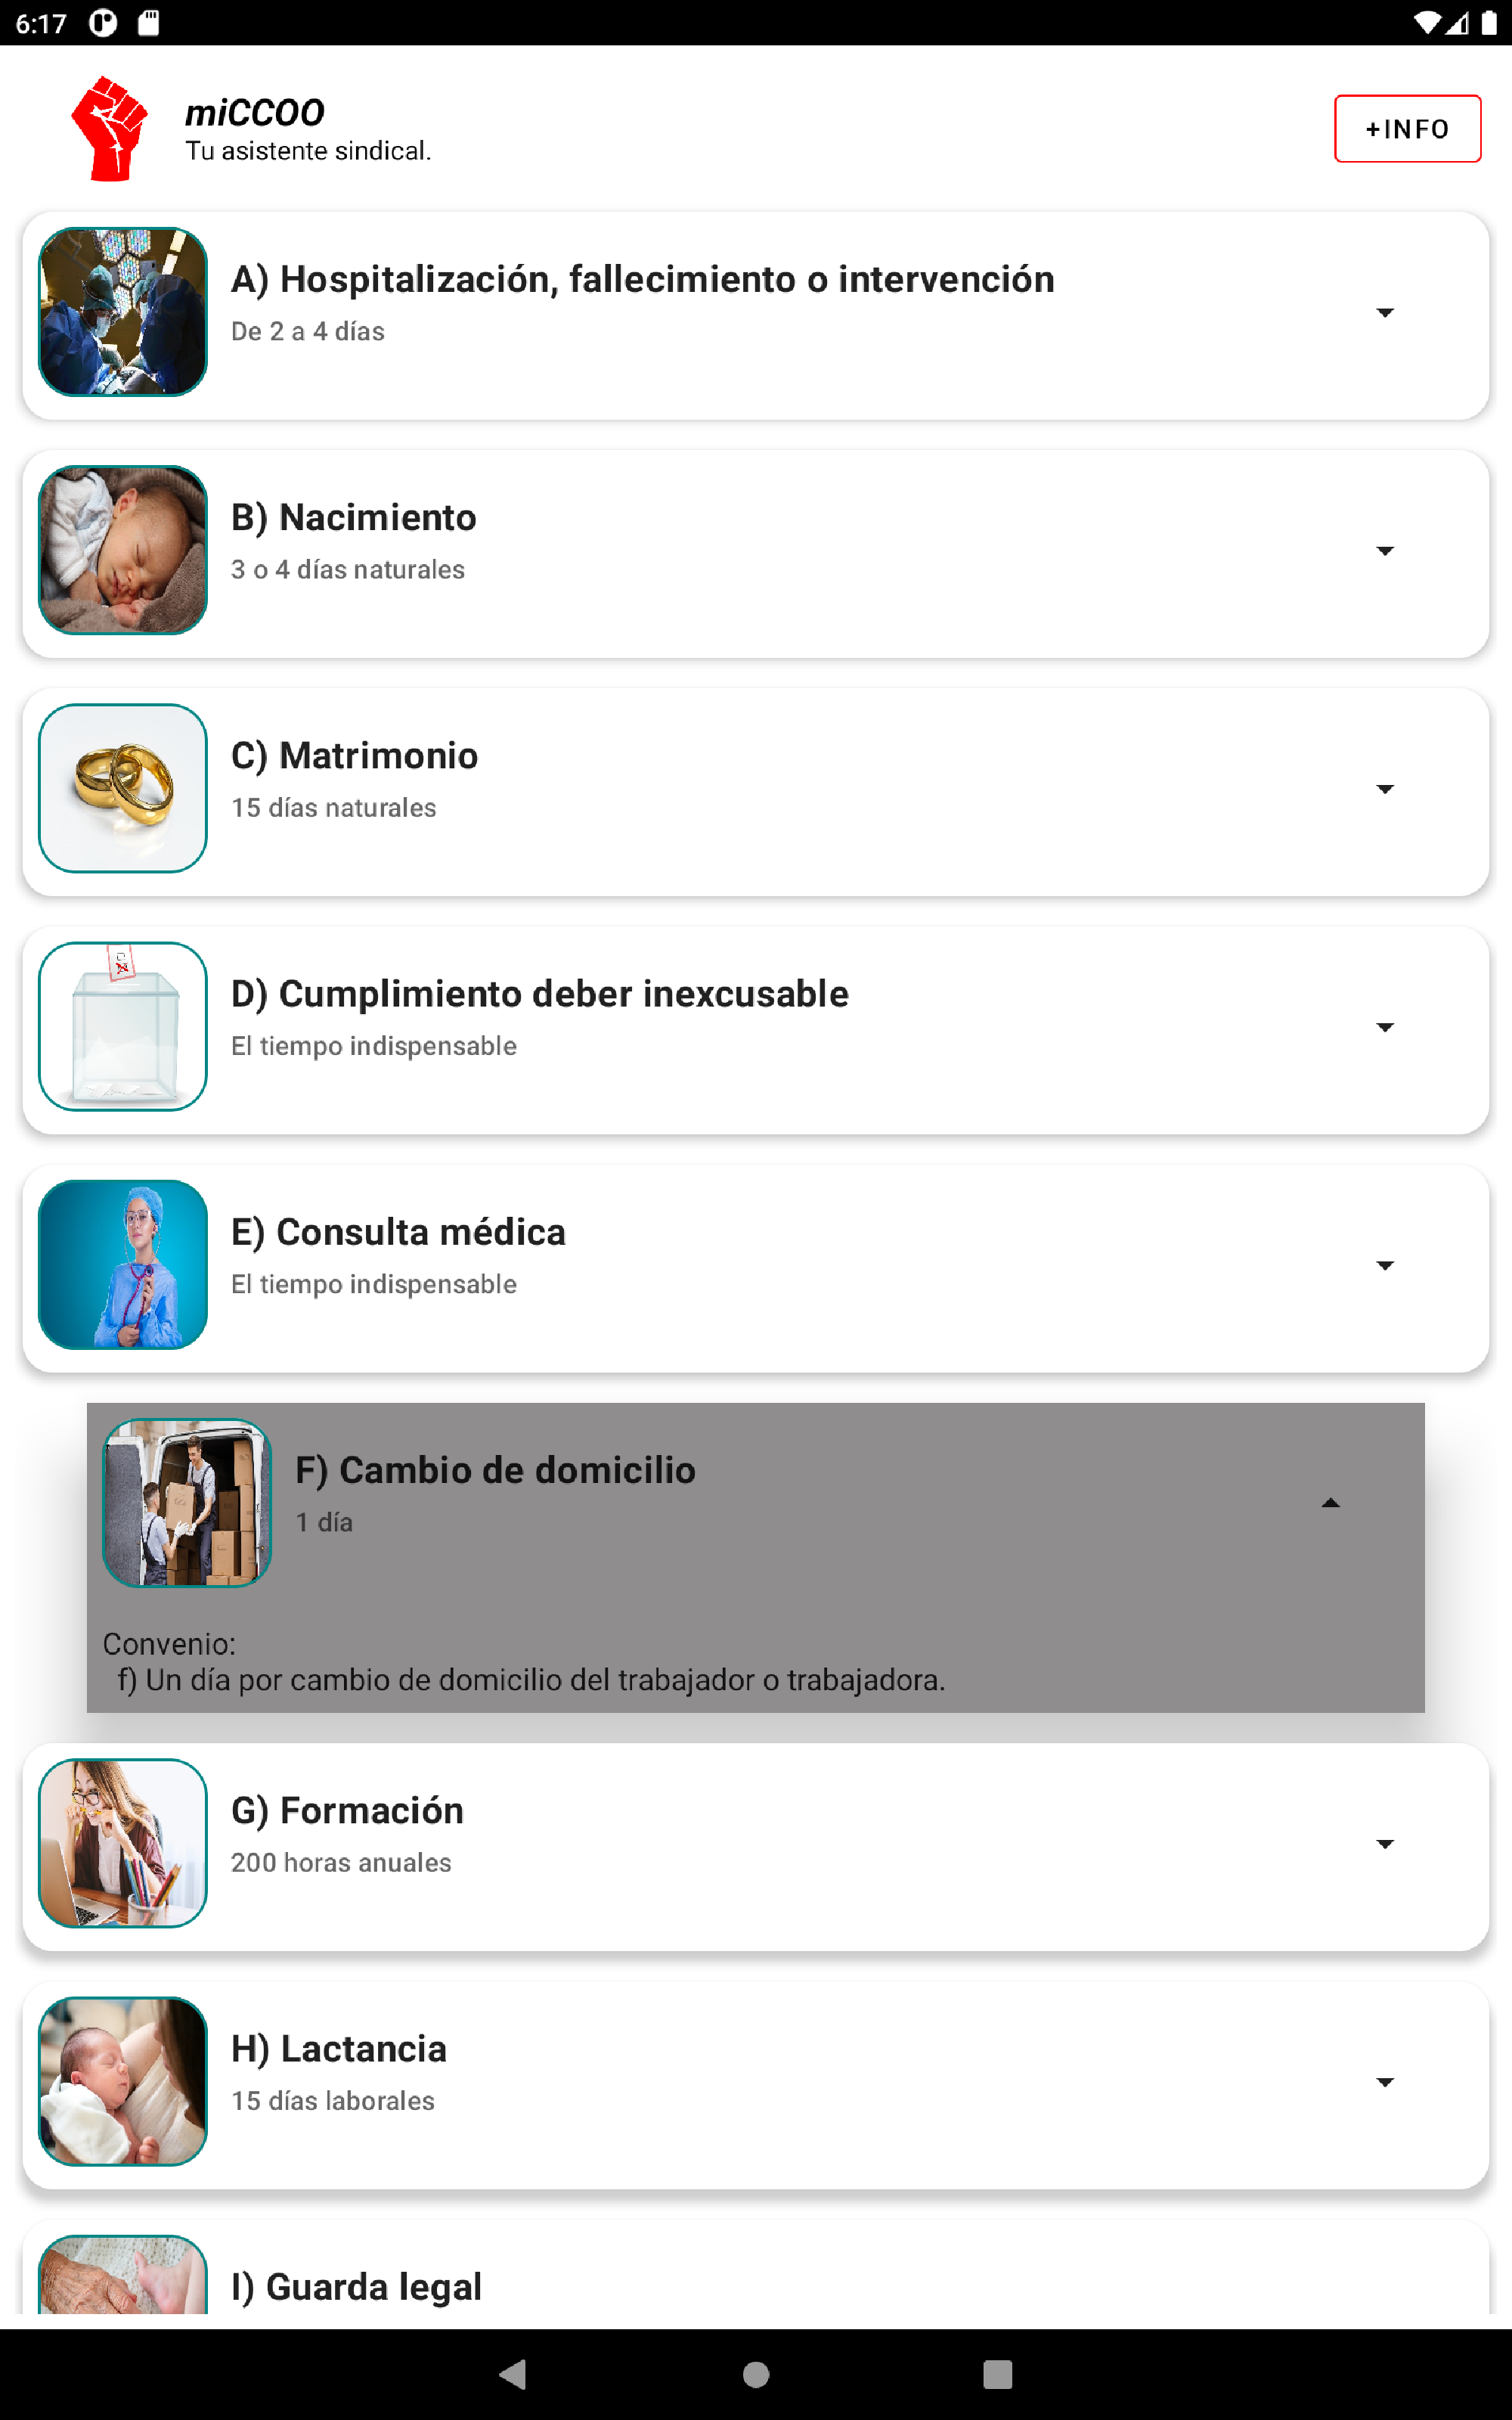 6:17
miCCOO
Tu asistente sindical.
+INFO
A) Hospitalización, fallecimiento o intervención
De 2 a 4 días
B) Nacimiento
3 o 4 días naturales
C) Matrimonio
15 días naturales
D) Cumplimiento deber inexcusable
El tiempo indispensable
E) Consulta médica
El tiempo indispensable
F) Cambio de domicilio
1 día
Convenio:
f) Un día por cambio de domicilio del trabajador o trabajadora.
G) Formación
200 horas anuales
H) Lactancia
15 días laborales
I) Guarda legal